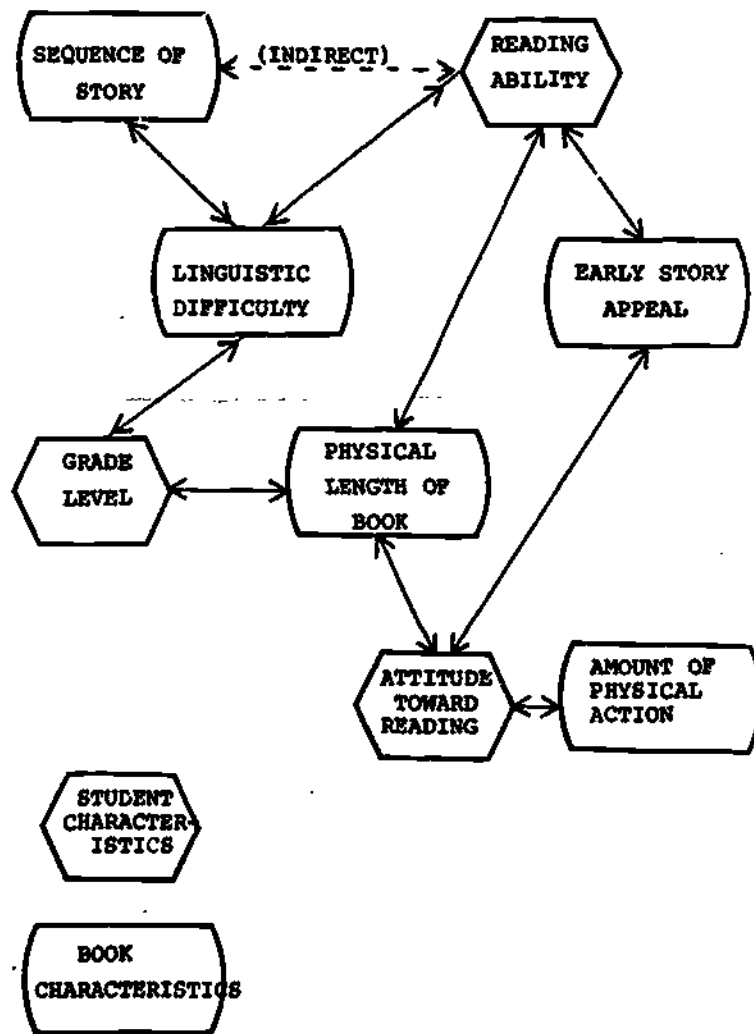 SEQUENCE OF
STORY
(INDIRECT)
READING
ABILITY
LINGUISTIC
DIFFICULTY
EARLY STORY
APPEAL
GRADE
LEVEL
PHYSICAL
LENGTH OF
BOOK
ATTITUDE
TOWARD
READING
AMOUNT OF
PHYSICAL
ACTION
STUDENT
CHARACTER-
ISTICS
BOOK
CHARACTERISTICS